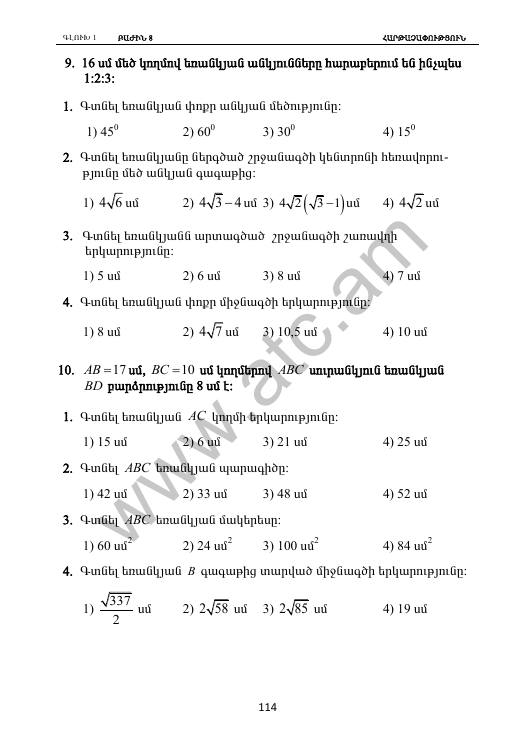 ԳԼՈՒԽ 1 ԲԱԺԻՆ 8 ՀԱՐԹԱՉԱՓՈՒԹՅՈՒՆ
9. 16 սմ մեծ կողմով եռանկյան անկյունները հարաբերում են ինչպես
1:2:3:
1. Գտնել եռանկյան փոքր անկյան մեծությունը:
1) 45⁰ 2) 60⁰ 3) 30⁰ 4) 15⁰
2. Գտնել եռանկյանը ներգծած շրջանագծի կենտրոնի հեռավորու-
թյունը մեծ անկյան գագաթից:
1) 4√6 սմ 2) 4√3 − 4 սմ 3) 4√2(√3 − 1) սմ 4) 4√2 սմ
3. Գտնել եռանկյանն արտագծած շրջանագծի շառավղի
երկարությունը:
1) 5 սմ 2) 6 սմ 3) 8 սմ 4) 7 սմ
4. Գտնել եռանկյան փոքր միջնագծի երկարությունը:
1) 8 սմ 2) 4√7 սմ 3) 10,5 սմ 4) 10 սմ
10. AB = 17 սմ, BC = 10 սմ կողմերով ABC սուրանկյուն եռանկյան
BD բարձրությունը 8 սմ է:
1. Գտնել եռանկյան AC կողմի երկարությունը:
1) 15 սմ 2) 6 սմ 3) 21 սմ 4) 25 սմ
2. Գտնել ABC եռանկյան պարագիծը:
1) 42 սմ 2) 33 սմ 3) 48 սմ 4) 52 սմ
3. Գտնել ABC եռանկյան մակերեսը:
1) 60 սմ² 2) 24 սմ² 3) 100 սմ² 4) 84 սմ²
4. Գտնել եռանկյան B գագաթից տարված միջնագծի երկարությունը:
1) √337/2 սմ 2) 2√58 սմ 3) 2√85 սմ 4) 19 սմ
www.atc.am
114